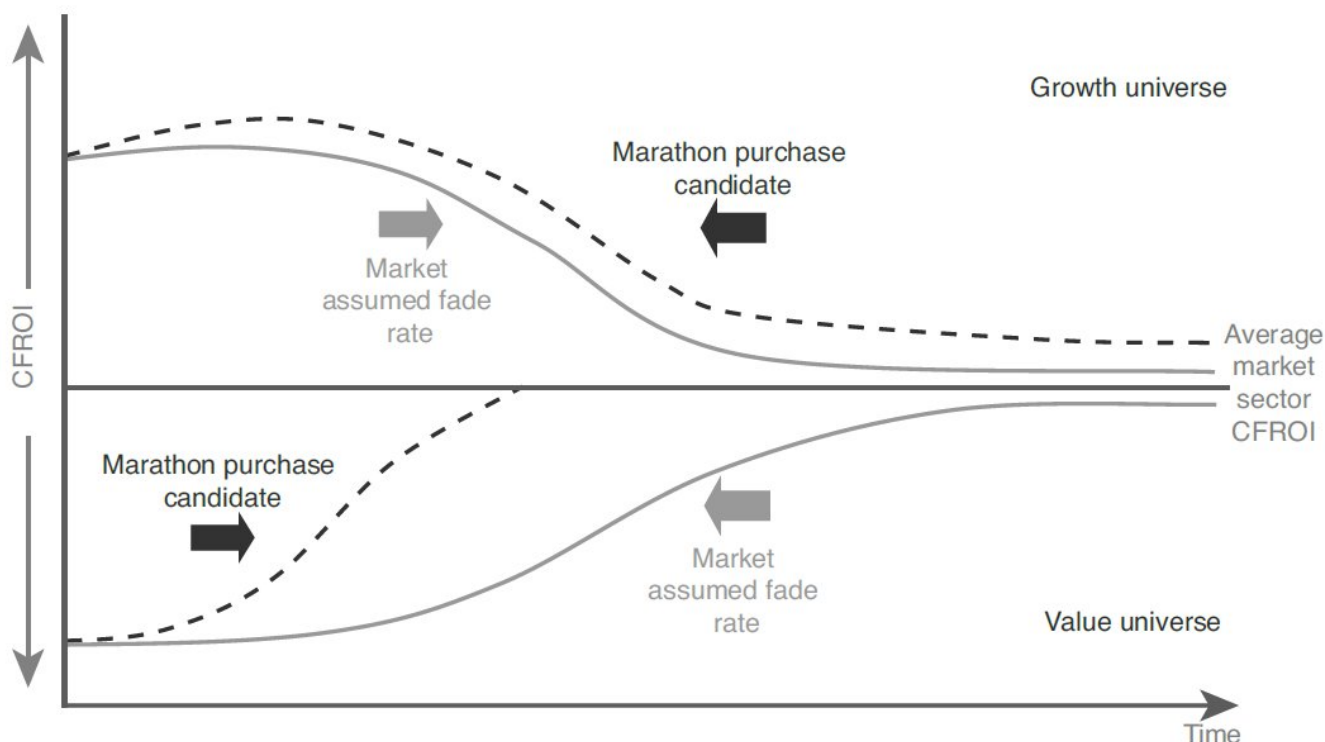 Growth universe
Marathon purchase
candidate
Market
assumed fade
rate
CFROI
Average
market
sector
CFROI
Marathon purchase
candidate
Market
assumed fade
rate
Value universe
Time